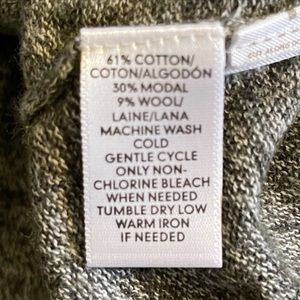 61% COTTON/
COTON/ALGODÓN
30% MODAL
9% WOOL/
LAINE/LANA
MACHINE WASH
COLD
GENTLE CYCLE
ONLY NON-
CHLORINE BLEACH
WHEN NEEDED
TUMBLE DRY LOW
WARM IRON
IF NEEDED